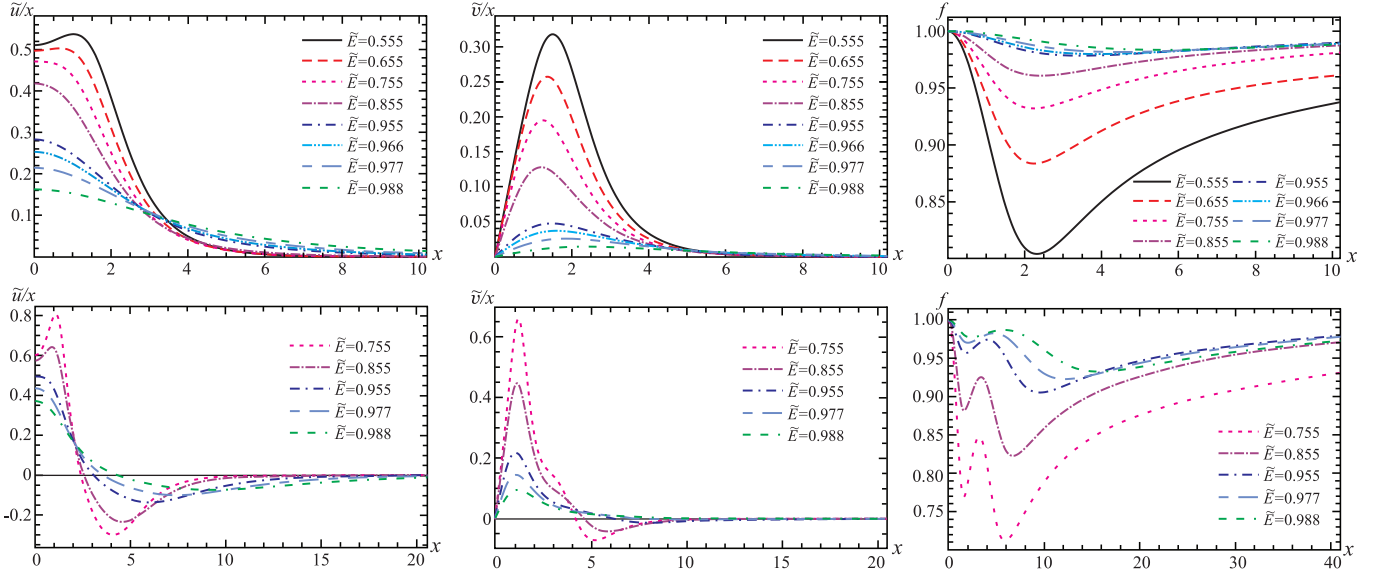 ũ/x
0.5
0.4
0.3
0.2
0.1
0 2 4 6 8 10 x
Ẽ=0.555
Ẽ=0.655
Ẽ=0.755
Ẽ=0.855
Ẽ=0.955
Ẽ=0.966
Ẽ=0.977
Ẽ=0.988
ṽ/x
0.30
0.25
0.20
0.15
0.10
0.05
0
0 2 4 6 8 10 x
Ẽ=0.555
Ẽ=0.655
Ẽ=0.755
Ẽ=0.855
Ẽ=0.955
Ẽ=0.966
Ẽ=0.977
Ẽ=0.988
f
1.00
0.95
0.90
0.85
0 2 4 6 8 10 x
Ẽ=0.555 Ẽ=0.955
Ẽ=0.655 Ẽ=0.966
Ẽ=0.755 Ẽ=0.977
Ẽ=0.855 Ẽ=0.988
ũ/x
0.8
0.6
0.4
0.2
0
-0.2
0 5 10 15 20 x
Ẽ=0.755
Ẽ=0.855
Ẽ=0.955
Ẽ=0.977
Ẽ=0.988
ṽ/x
0.6
0.4
0.2
0
0 5 10 15 20 x
Ẽ=0.755
Ẽ=0.855
Ẽ=0.955
Ẽ=0.977
Ẽ=0.988
f
1.00
0.95
0.90
0.85
0.80
0.75
0 10 20 30 40 x
Ẽ=0.755
Ẽ=0.855
Ẽ=0.955
Ẽ=0.977
Ẽ=0.988